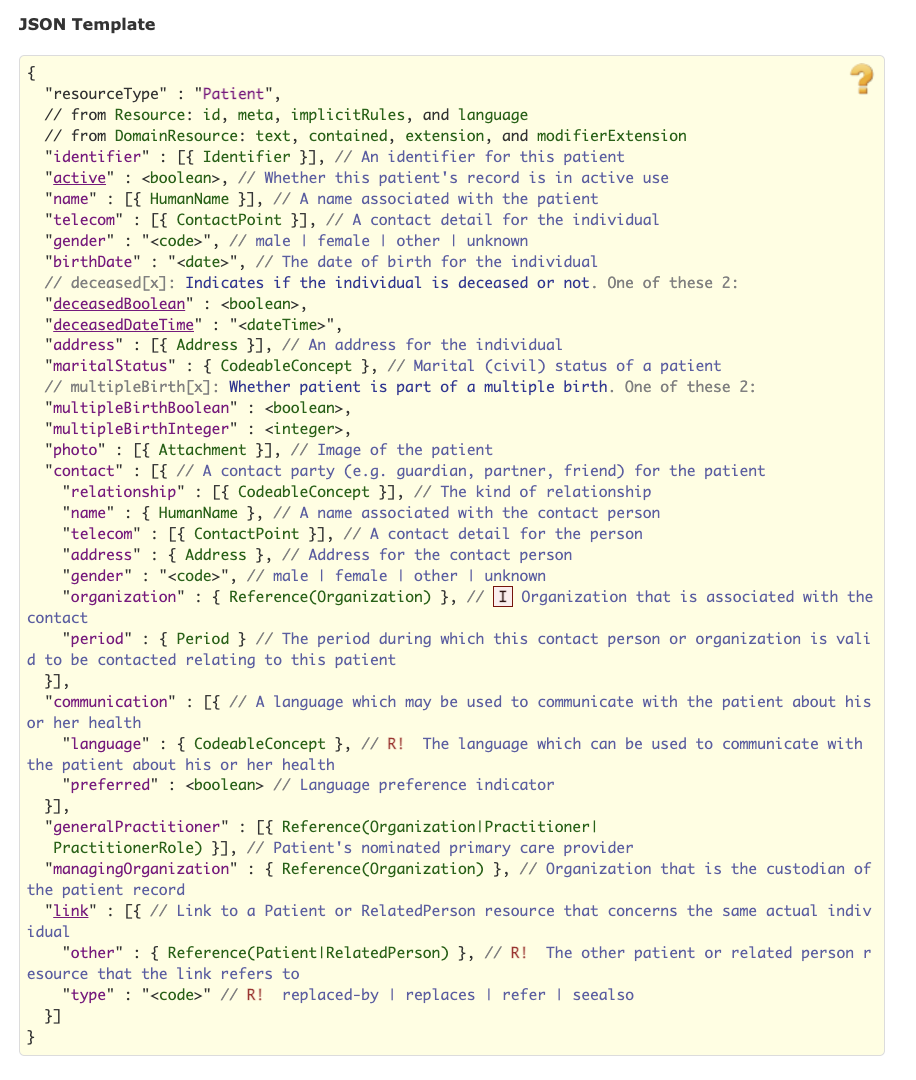 JSON Template
{
  "resourceType" : "Patient",
  // from Resource: id, meta, implicitRules, and language
  // from DomainResource: text, contained, extension, and modifierExtension
  "identifier" : [{ Identifier }], // An identifier for this patient
  "active" : <boolean>, // Whether this patient's record is in active use
  "name" : [{ HumanName }], // A name associated with the patient
  "telecom" : [{ ContactPoint }], // A contact detail for the individual
  "gender" : "<code>", // male | female | other | unknown
  "birthDate" : "<date>", // The date of birth for the individual
  // deceased[x]: Indicates if the individual is deceased or not. One of these 2:
  "deceasedBoolean" : <boolean>,
  "deceasedDateTime" : "<dateTime>",
  "address" : [{ Address }], // An address for the individual
  "maritalStatus" : { CodeableConcept }, // Marital (civil) status of a patient
  // multipleBirth[x]: Whether patient is part of a multiple birth. One of these 2:
  "multipleBirthBoolean" : <boolean>,
  "multipleBirthInteger" : <integer>,
  "photo" : [{ Attachment }], // Image of the patient
  "contact" : [{ // A contact party (e.g. guardian, partner, friend) for the patient
    "relationship" : [{ CodeableConcept }], // The kind of relationship
    "name" : { HumanName }, // A name associated with the contact person
    "telecom" : [{ ContactPoint }], // A contact detail for the person
    "address" : { Address }, // Address for the contact person
    "gender" : "<code>", // male | female | other | unknown
    "organization" : { Reference(Organization) }, // I Organization that is associated with the
contact
    "period" : { Period } // The period during which this contact person or organization is vali
d to be contacted relating to this patient
  }],
  "communication" : [{ // A language which may be used to communicate with the patient about his
or her health
    "language" : { CodeableConcept }, // R!  The language which can be used to communicate with
the patient about his or her health
    "preferred" : <boolean> // Language preference indicator
  }],
  "generalPractitioner" : [{ Reference(Organization|Practitioner|
   PractitionerRole) }], // Patient's nominated primary care provider
  "managingOrganization" : { Reference(Organization) }, // Organization that is the custodian of
the patient record
  "link" : [{ // Link to a Patient or RelatedPerson resource that concerns the same actual indiv
idual
    "other" : { Reference(Patient|RelatedPerson) }, // R!  The other patient or related person r
esource that the link refers to
    "type" : "<code>" // R!  replaced-by | replaces | refer | seealso
  }]
}
?